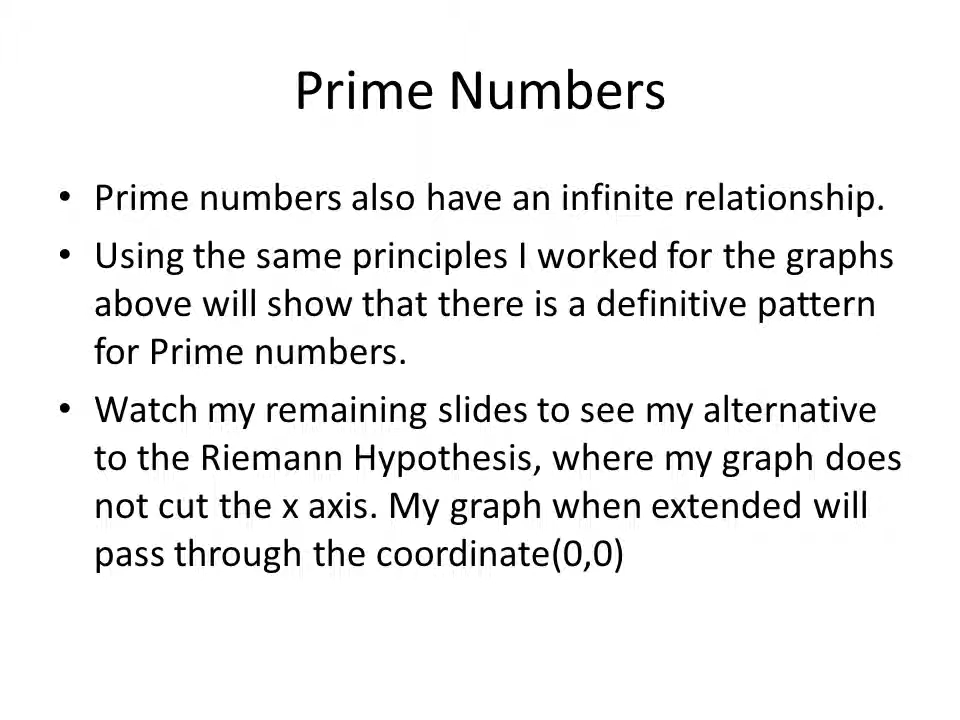 Prime Numbers
• Prime numbers also have an infinite relationship.
• Using the same principles I worked for the graphs
above will show that there is a definitive pattern
for Prime numbers.
• Watch my remaining slides to see my alternative
to the Riemann Hypothesis, where my graph does
not cut the x axis. My graph when extended will
pass through the coordinate(0,0)